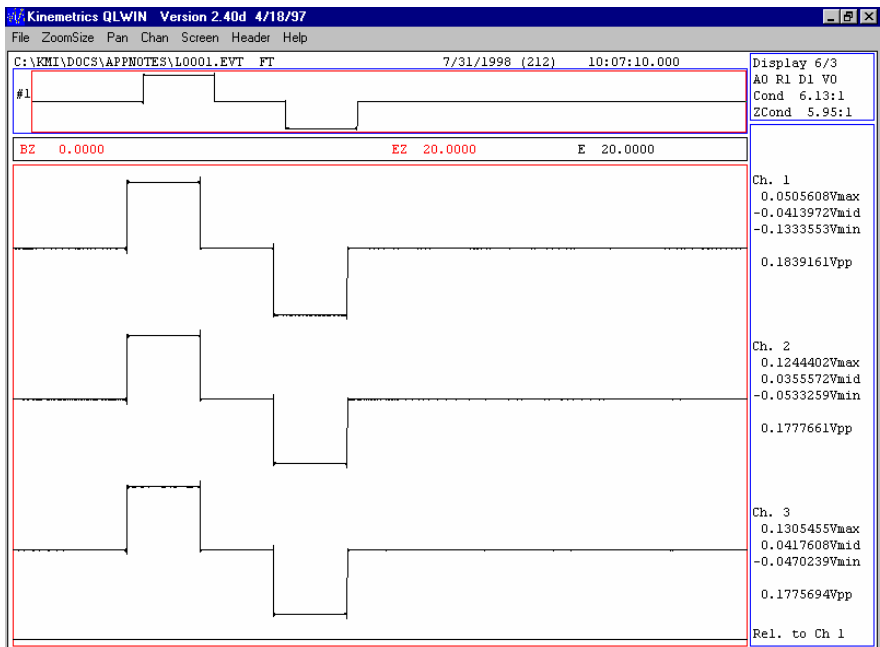 Kinemetrics QLWIN Version 2.40d 4/18/97
File ZoomSize Pan Chan Screen Header Help
C:\KMI\DOCS\APPNOTES\L0001.EVT FT 7/31/1998 (212) 10:07:10.000
Display 6/3
A0 R1 D1 V0
Cond 6.13:1
ZCond 5.95:1
#1
BZ 0.0000 EZ 20.0000 E 20.0000
Ch. 1
0.0505608Vmax
-0.0413972Vmid
-0.1333553Vmin
0.1839161Vpp
Ch. 2
0.1244402Vmax
0.0355572Vmid
-0.0533259Vmin
0.1777661Vpp
Ch. 3
0.1305455Vmax
0.0417608Vmid
-0.0470239Vmin
0.1775694Vpp
Rel. to Ch 1